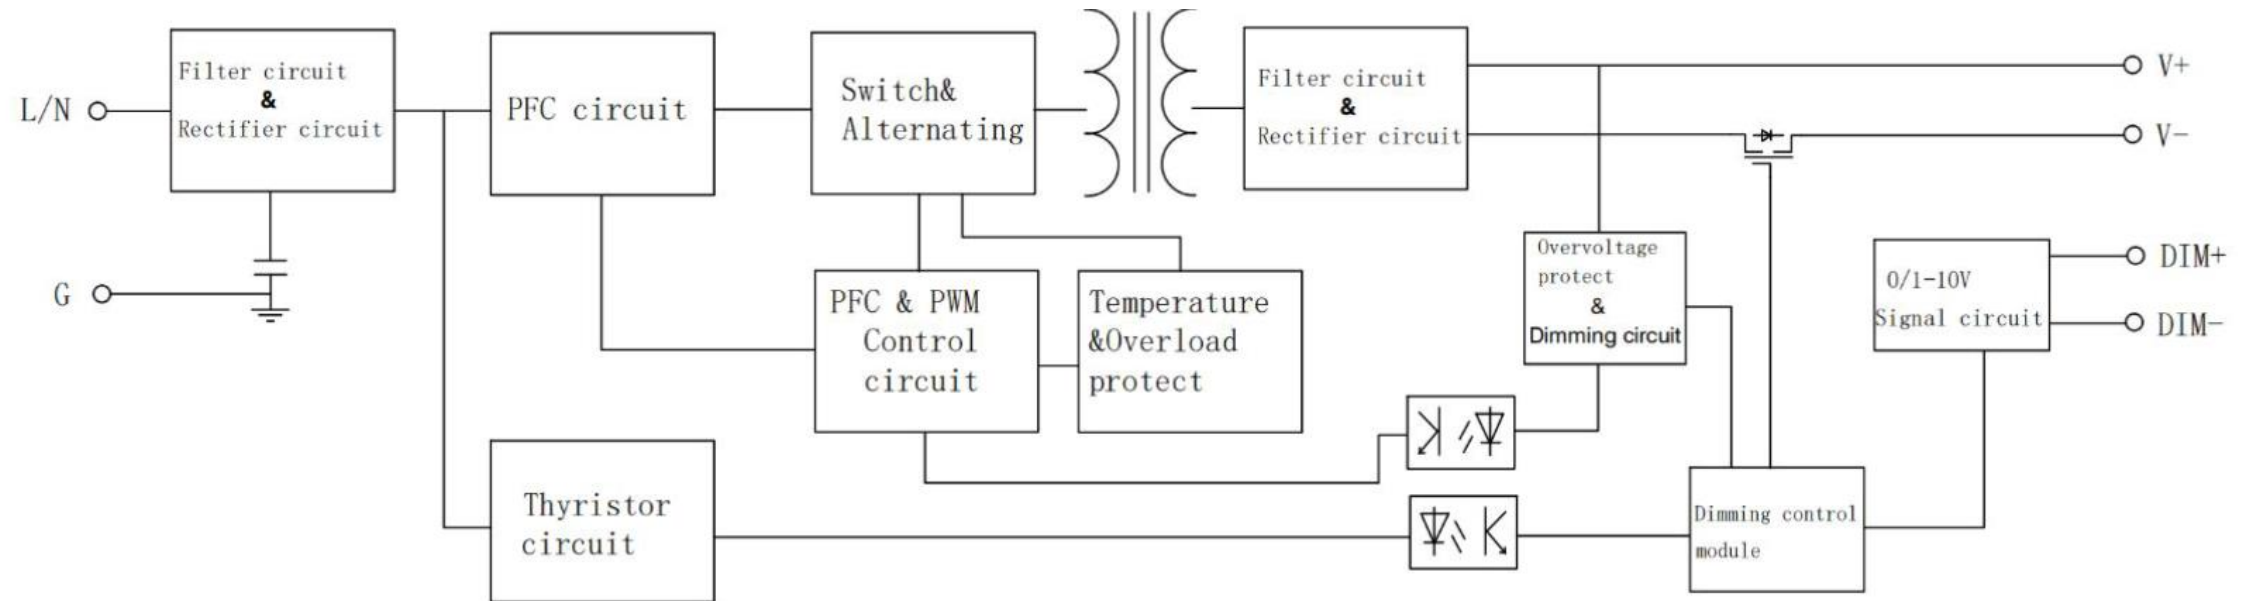 L/N
Filter circuit
&
Rectifier circuit
G
PFC circuit
Switch&
Alternating
Filter circuit
&
Rectifier circuit
V+
V-
PFC & PWM
Control
circuit
Temperature
&Overload
protect
Overvoltage
protect
&
Dimming circuit
0/1-10V
Signal circuit
DIM+
DIM-
Thyristor
circuit
Dimming control
module